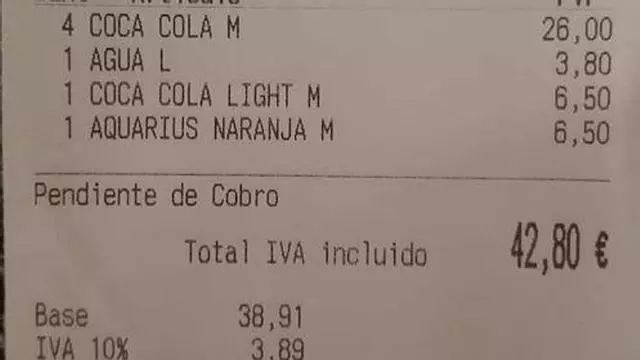 4 COCA COLA M 26,00
1 AGUA L 3,80
1 COCA COLA LIGHT M 6,50
1 AQUARIUS NARANJA M 6,50
Pendiente de Cobro
Total IVA incluido 42,80 €
Base 38,91
IVA 10% 3,89